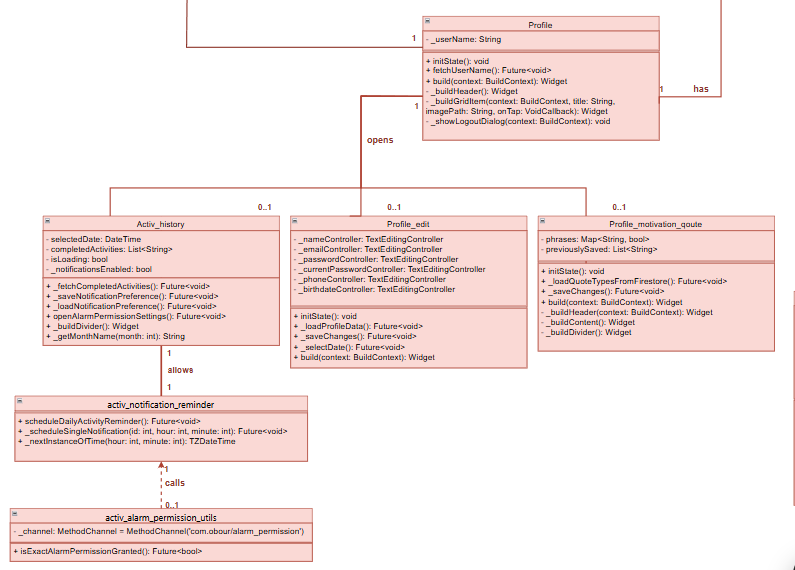 Profile
- _userName: String
1
+ initState(): void
+ fetchUserName(): Future<void>
+ build(context: BuildContext): Widget
- _buildHeader(): Widget
- _buildGridItem(context: BuildContext, title: String,
imagePath: String, onTap: VoidCallback): Widget
- _showLogoutDialog(context: BuildContext): void
1
has
1
opens
0..1
0..1
0..1
Activ_history
- selectedDate: DateTime
- completedActivities: List<String>
- isLoading: bool
- _notificationsEnabled: bool
+ _fetchCompletedActivities(): Future<void>
+ _saveNotificationPreference(): Future<void>
+ _loadNotificationPreference(): Future<void>
+ openAlarmPermissionSettings(): Future<void>
+ _buildDivider(): Widget
+ _getMonthName(month: int): String
Profile_edit
- _nameController: TextEditingController
- _emailController: TextEditingController
- _passwordController: TextEditingController
- _currentPasswordController: TextEditingController
- _phoneController: TextEditingController
- _birthdateController: TextEditingController
+ initState(): void
+ _loadProfileData(): Future<void>
+ _saveChanges(): Future<void>
+ _selectDate(): Future<void>
+ build(context: BuildContext): Widget
Profile_motivation_qoute
- phrases: Map<String, bool>
- previouslySaved: List<String>
+ initState(): void
+ _loadQuoteTypesFromFirestore(): Future<void>
+ _saveChanges(): Future<void>
+ build(context: BuildContext): Widget
- _buildHeader(context: BuildContext): Widget
- _buildContent(): Widget
- _buildDivider(): Widget
1
allows
1
activ_notification_reminder
+ scheduleDailyActivityReminder(): Future<void>
+ _scheduleSingleNotification(id: int, hour: int, minute: int): Future<void>
+ _nextInstanceOfTime(hour: int, minute: int): TZDateTime
1
calls
0..1
activ_alarm_permission_utils
- _channel: MethodChannel = MethodChannel('com.obour/alarm_permission')
+ isExactAlarmPermissionGranted(): Future<bool>